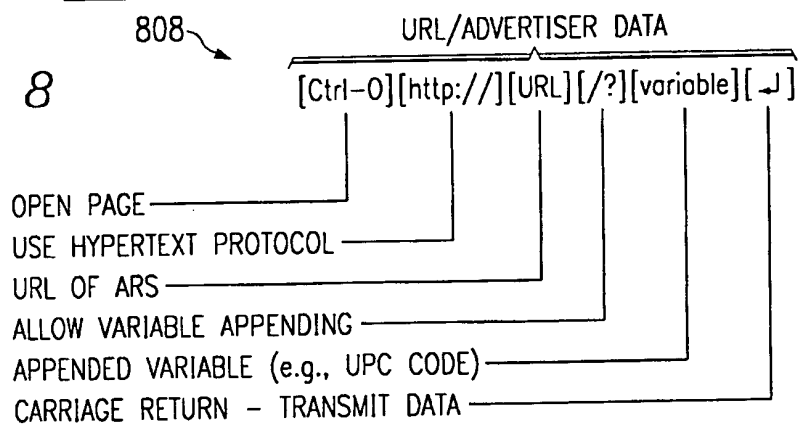 808
URL/ADVERTISER DATA
8
[Ctrl-O][http://][URL][/?][variable][↵]
OPEN PAGE
USE HYPERTEXT PROTOCOL
URL OF ARS
ALLOW VARIABLE APPENDING
APPENDED VARIABLE (e.g., UPC CODE)
CARRIAGE RETURN - TRANSMIT DATA